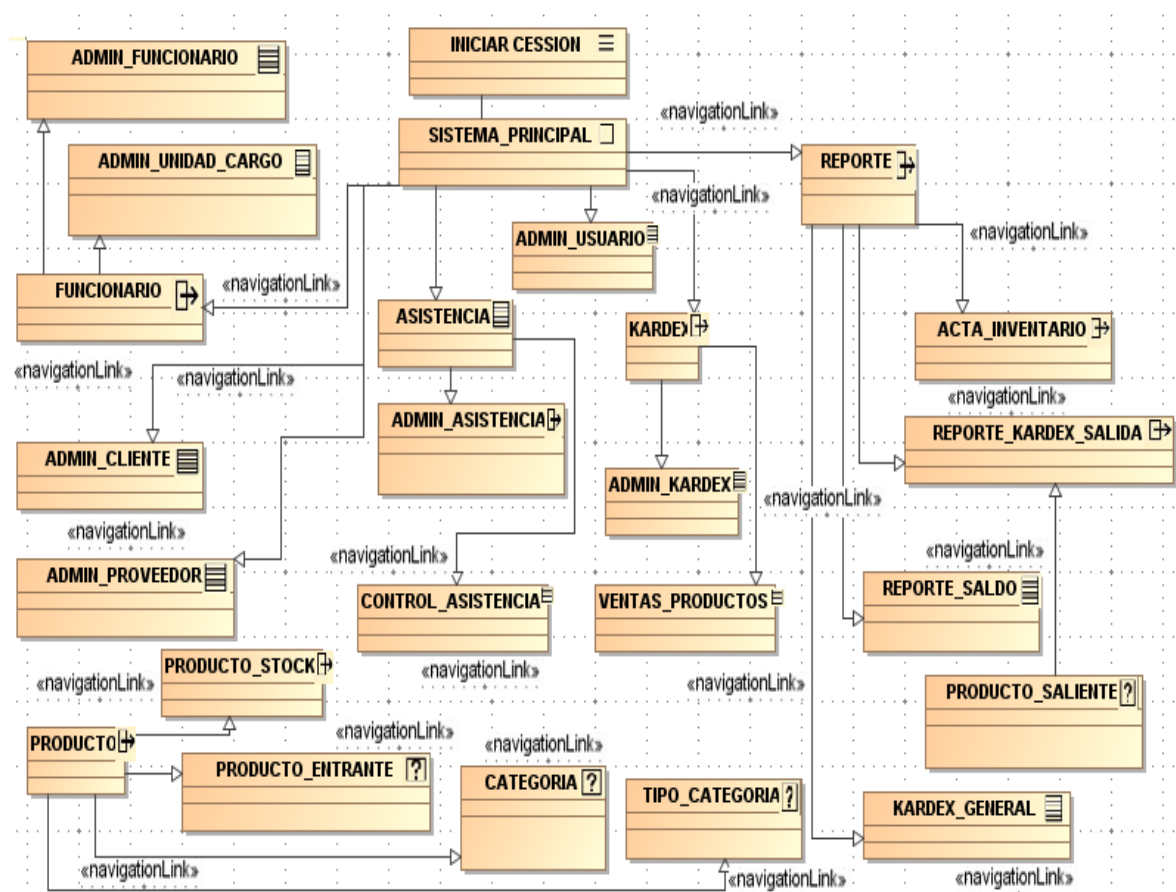 INICIAR CESSION
ADMIN_FUNCIONARIO
«navigationLink»
SISTEMA_PRINCIPAL
ADMIN_UNIDAD_CARGO
REPORTE
«navigationLink»
«navigationLink»
ADMIN_USUARIO
«navigationLink»
FUNCIONARIO
ASISTENCIA
KARDEX
ACTA_INVENTARIO
«navigationLink»
«navigationLink»
«navigationLink»
ADMIN_ASISTENCIA
REPORTE_KARDEX_SALIDA
ADMIN_CLIENTE
ADMIN_KARDEX
«navigationLink»
«navigationLink»
«navigationLink»
ADMIN_PROVEEDOR
«navigationLink»
CONTROL_ASISTENCIA
VENTAS_PRODUCTOS
REPORTE_SALDO
PRODUCTO_STOCK
«navigationLink»
«navigationLink»
«navigationLink»
PRODUCTO_SALIENTE
«navigationLink»
PRODUCTO
«navigationLink»
PRODUCTO_ENTRANTE
CATEGORIA
TIPO_CATEGORIA
KARDEX_GENERAL
«navigationLink»
«navigationLink»
«navigationLink»